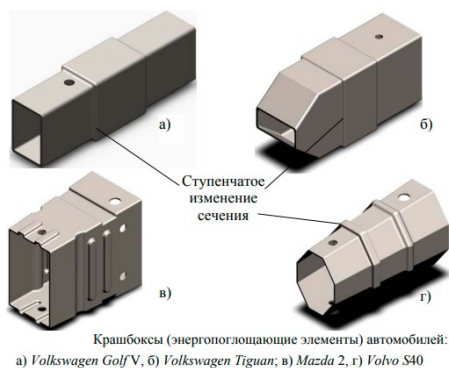 а)
б)
Ступенчатое
изменение
сечения
в)
г)
Крашбоксы (энергопоглощающие элементы) автомобилей:
а) Volkswagen Golf V, б) Volkswagen Tiguan; в) Mazda 2, г) Volvo S40